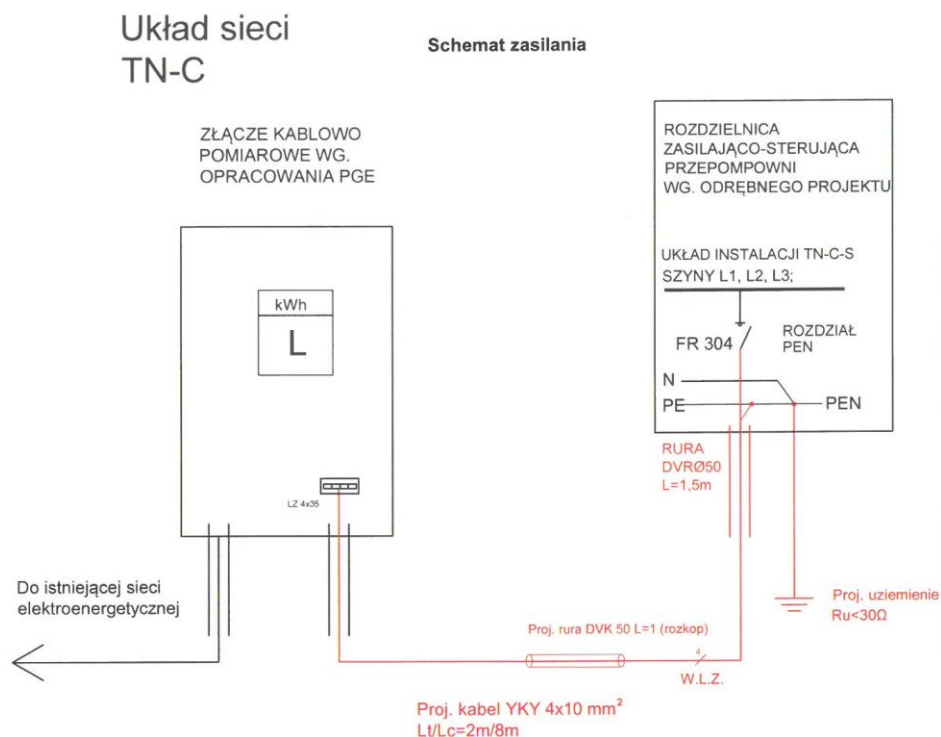 Układ sieci
TN-C
Schemat zasilania
ZŁĄCZE KABLOWO
POMIAROWE WG.
OPRACOWANIA PGE
kWh
L
LZ 4x35
Do istniejącej sieci
elektroenergetycznej
ROZDZIELNICA
ZASILAJĄCO-STERUJĄCA
PRZEPOMPOWNI
WG. ODRĘBNEGO PROJEKTU
UKŁAD INSTALACJI TN-C-S
SZYNY L1, L2, L3;
FR 304
ROZDZIAŁ
PEN
N
PE
PEN
RURA
DVRØ50
L=1,5m
Proj. uziemienie
Ru<30Ω
Proj. rura DVK 50 L=1 (rozkop)
4
W.L.Z.
Proj. kabel YKY 4x10 mm²
Lt/Lc=2m/8m